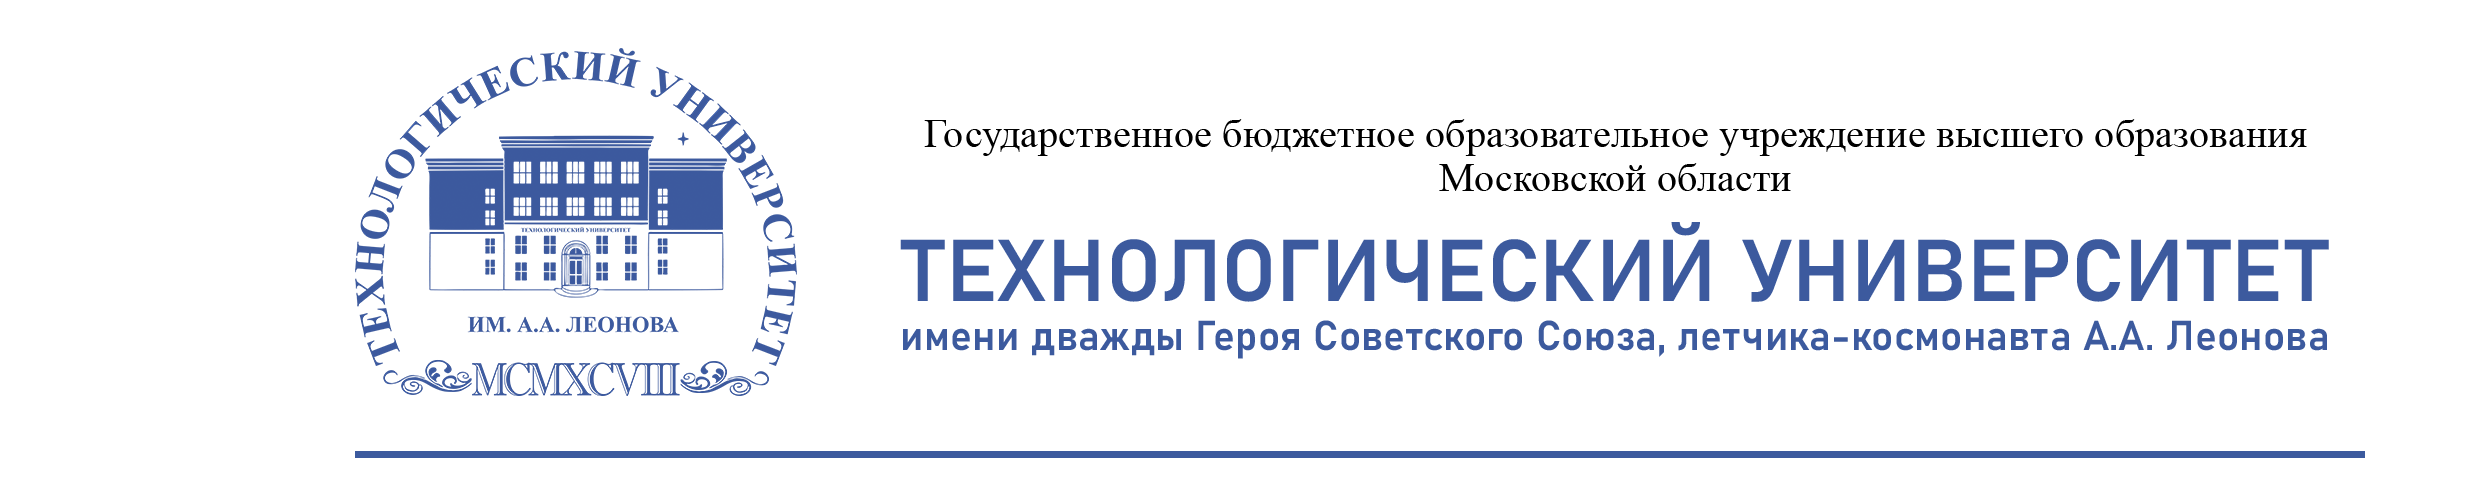 ТЕХНОЛОГИЧЕСКИЙ УНИВЕРСИТЕТ
ТЕХНОЛОГИЧЕСКИЙ УНИВЕРСИТЕТ
ИМ. А.А. ЛЕОНОВА
MCMXCVIII
Государственное бюджетное образовательное учреждение высшего образования
Московской области
ТЕХНОЛОГИЧЕСКИЙ УНИВЕРСИТЕТ
имени дважды Героя Советского Союза, летчика-космонавта А.А. Леонова